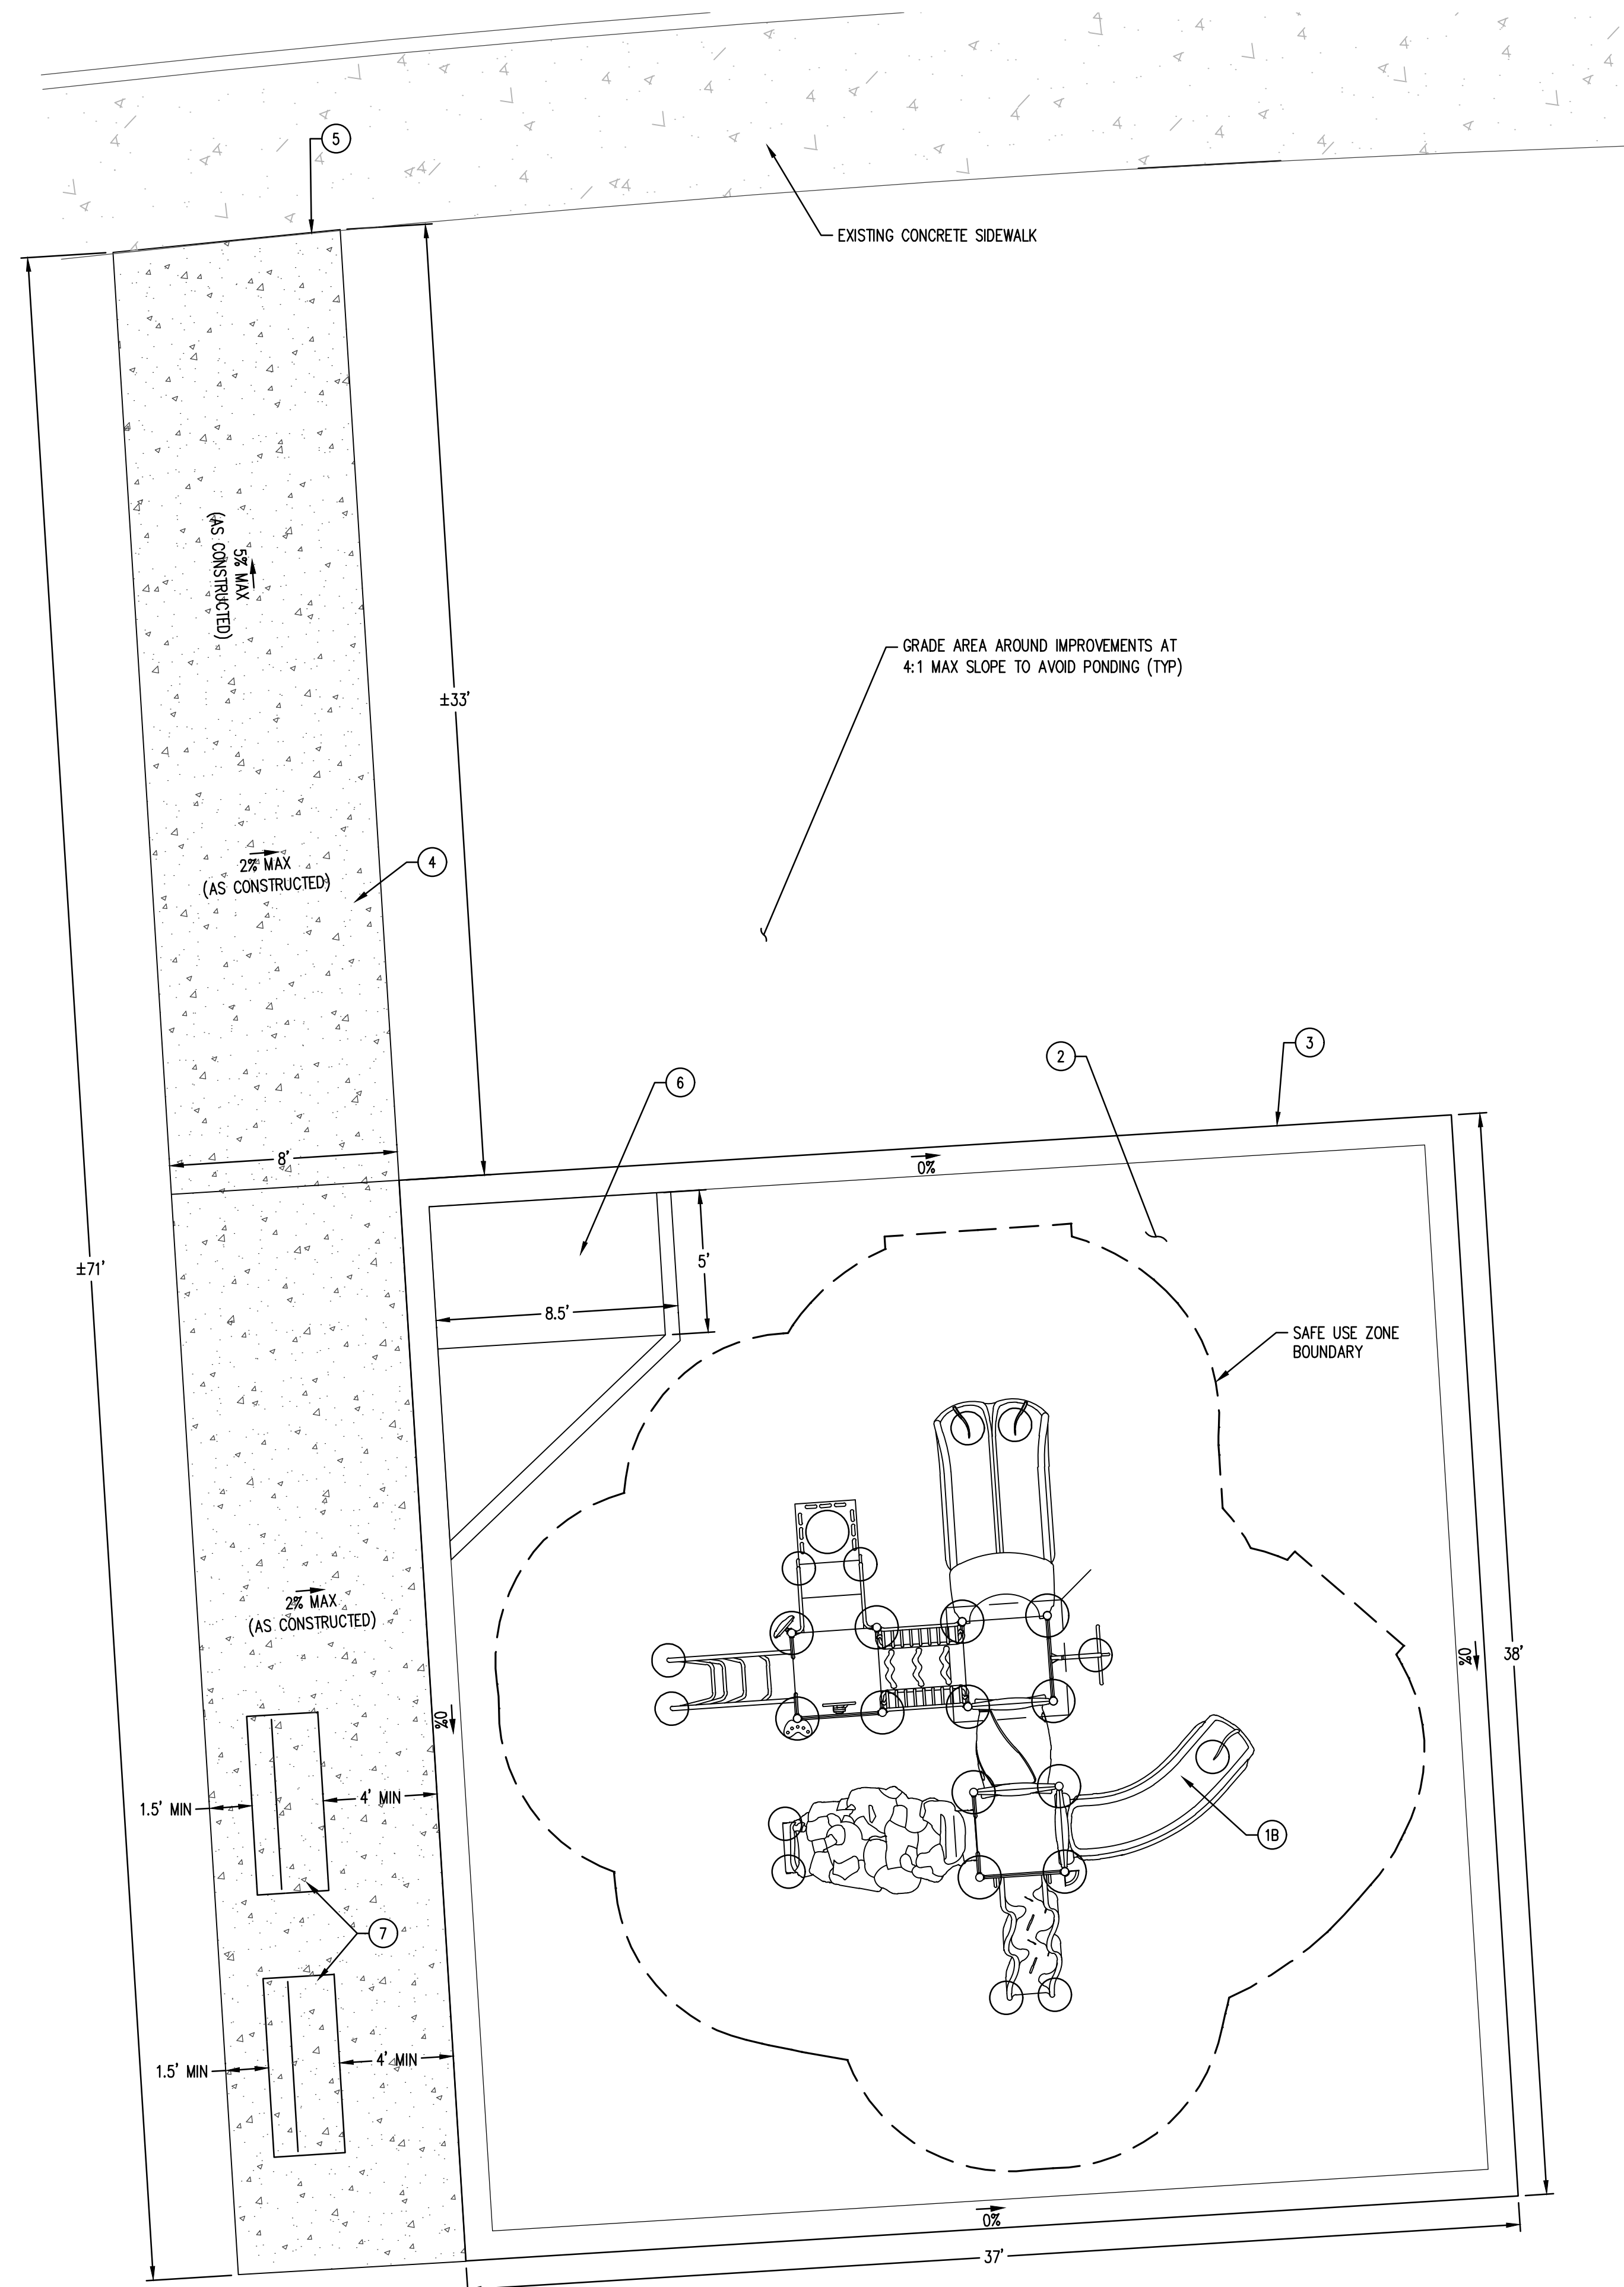 5
EXISTING CONCRETE SIDEWALK
5% MAX
(AS CONSTRUCTED)
GRADE AREA AROUND IMPROVEMENTS AT
4:1 MAX SLOPE TO AVOID PONDING (TYP)
±33'
2% MAX
(AS CONSTRUCTED)
4
3
2
6
8'
0%
5'
±71'
8.5'
SAFE USE ZONE
BOUNDARY
2% MAX
(AS CONSTRUCTED)
0%
38'
0%
1.5' MIN
4' MIN
1B
7
1.5' MIN
4' MIN
0%
37'